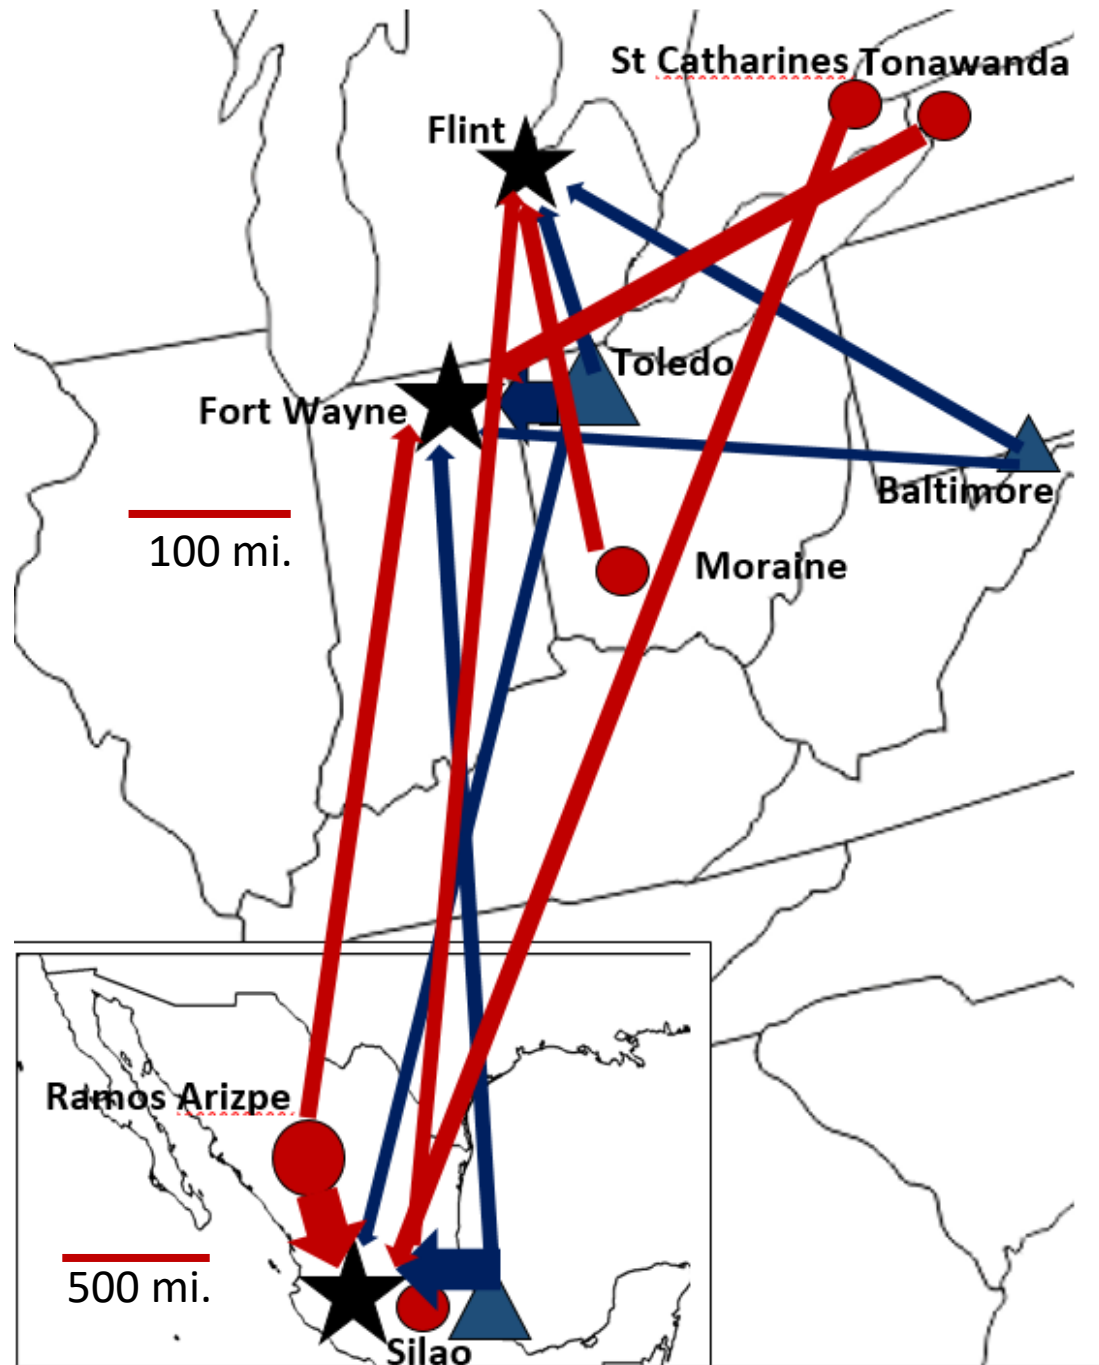 St Catharines Tonawanda
Flint
Toledo
Fort Wayne
Baltimore
100 mi.
Moraine
Ramos Arizpe
500 mi.
Silao